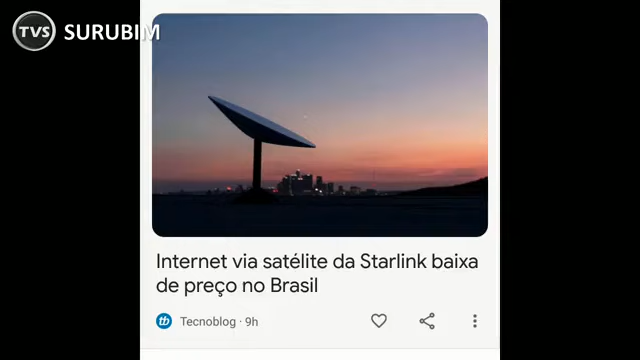 TVS SURUBIM
Internet via satélite da Starlink baixa
de preço no Brasil
tb Tecnoblog · 9h